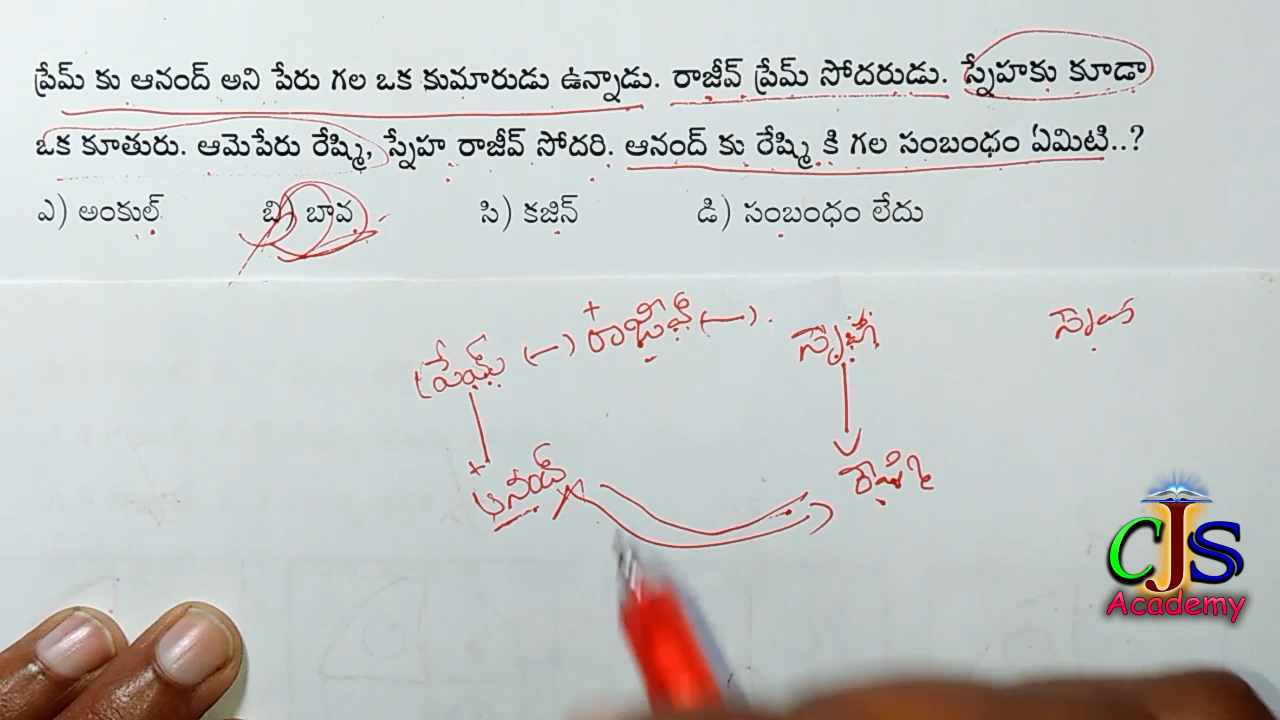 ప్రేమ్ కు ఆనంద్ అని పేరు గల ఒక కుమారుడు ఉన్నాడు. రాజీవ్ ప్రేమ్ సోదరుడు. స్నేహకు కూడా
ఒక కూతురు. ఆమెపేరు రేష్మి, స్నేహ రాజీవ్ సోదరి. ఆనంద్ కు రేష్మి కి గల సంబంధం ఏమిటి..?
ఎ) అంకుల్ బి) బావ సి) కజిన్ డి) సంబంధం లేదు
ప్రేమ్ (—) + రాజీవ్ (—). స్నేహ స్నేహ
+ ఆనంద్ రేష్మి
CJS
Academy